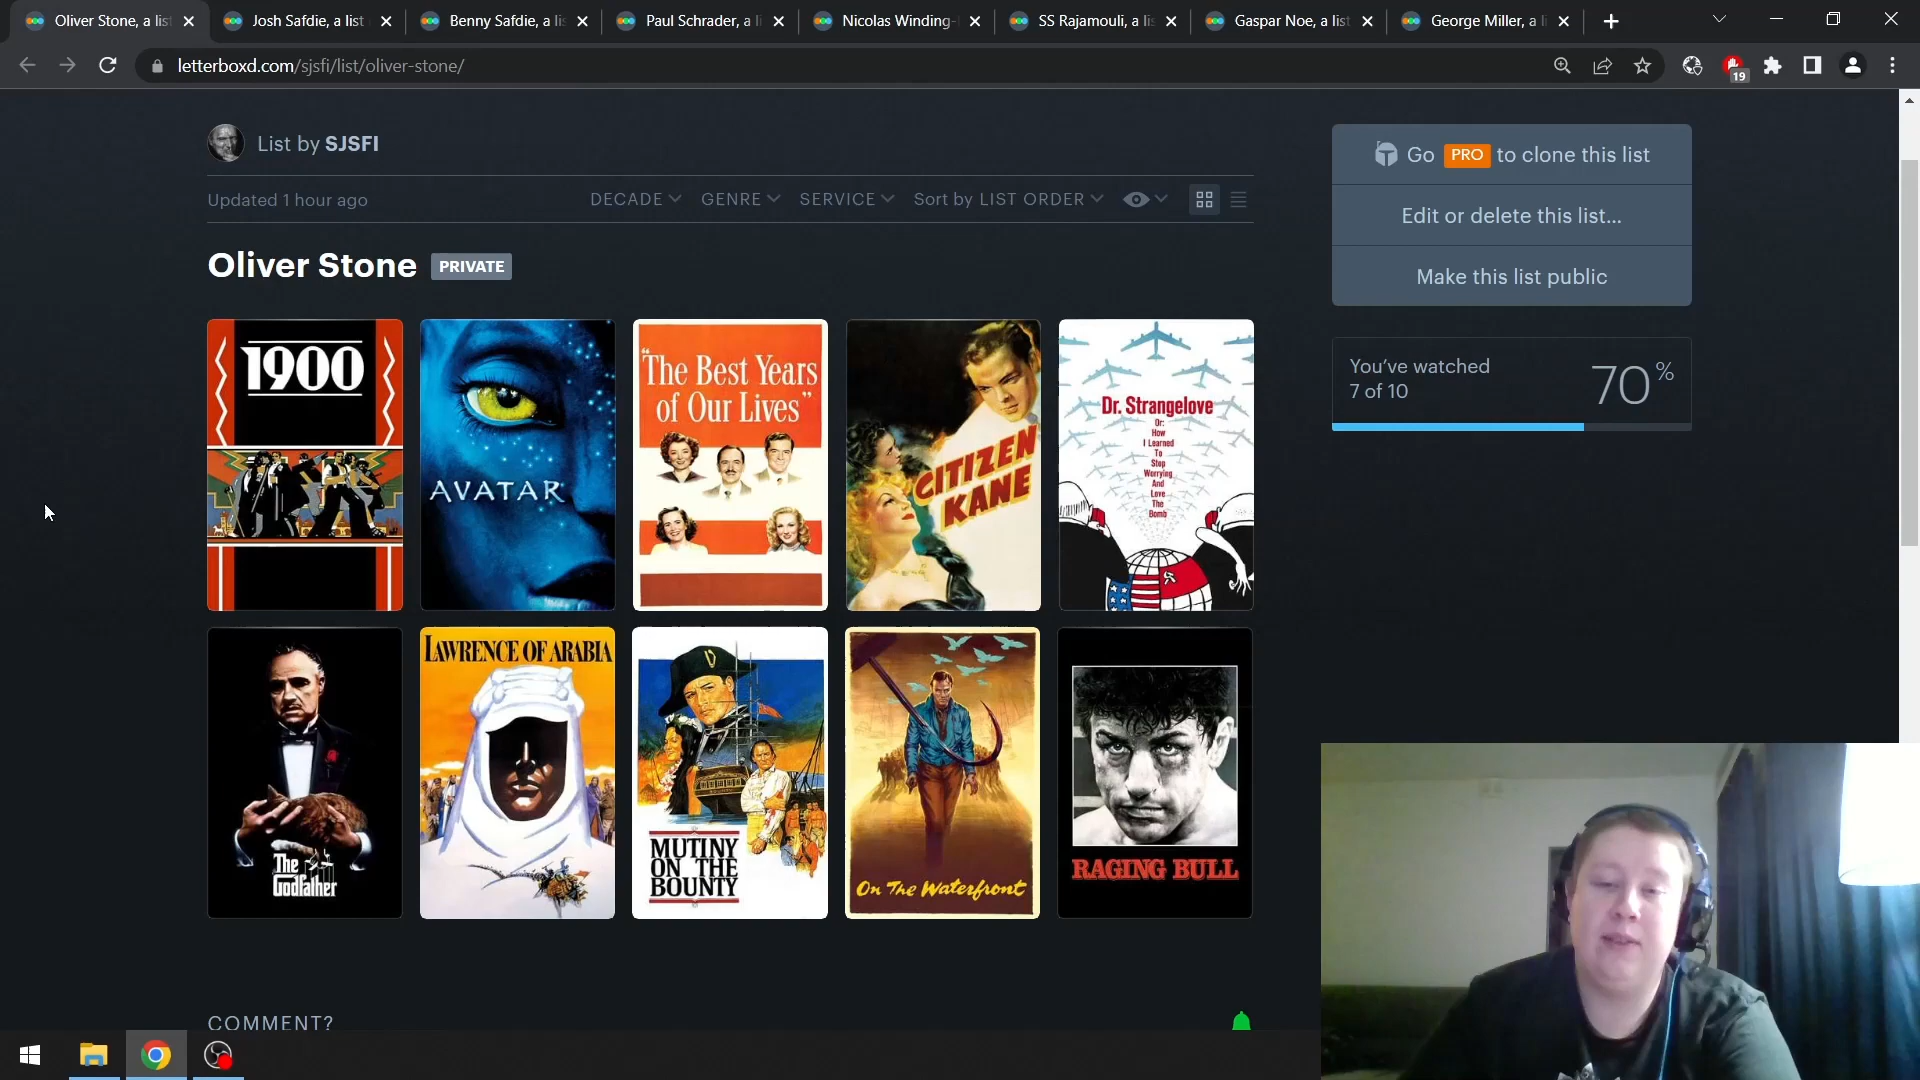 Oliver Stone, a list
Josh Safdie, a list
Benny Safdie, a lis
Paul Schrader, a li
Nicolas Winding-
SS Rajamouli, a lis
Gaspar Noe, a list
George Miller, a li
letterboxd.com/sjsfi/list/oliver-stone/
19
List by SJSFI
Updated 1 hour ago
DECADE
GENRE
SERVICE
Sort by LIST ORDER
Oliver Stone
PRIVATE
Go PRO to clone this list
Edit or delete this list...
Make this list public
You've watched
7 of 10
70%
1900
AVATAR
"The Best Years
of Our Lives"
CITIZEN
KANE
Dr. Strangelove
Or:
How
I Learned
To
Stop
Worrying
And
Love
The
Bomb
The
Godfather
LAWRENCE OF ARABIA
MUTINY
ON THE
BOUNTY
On The Waterfront
RAGING BULL
COMMENT?